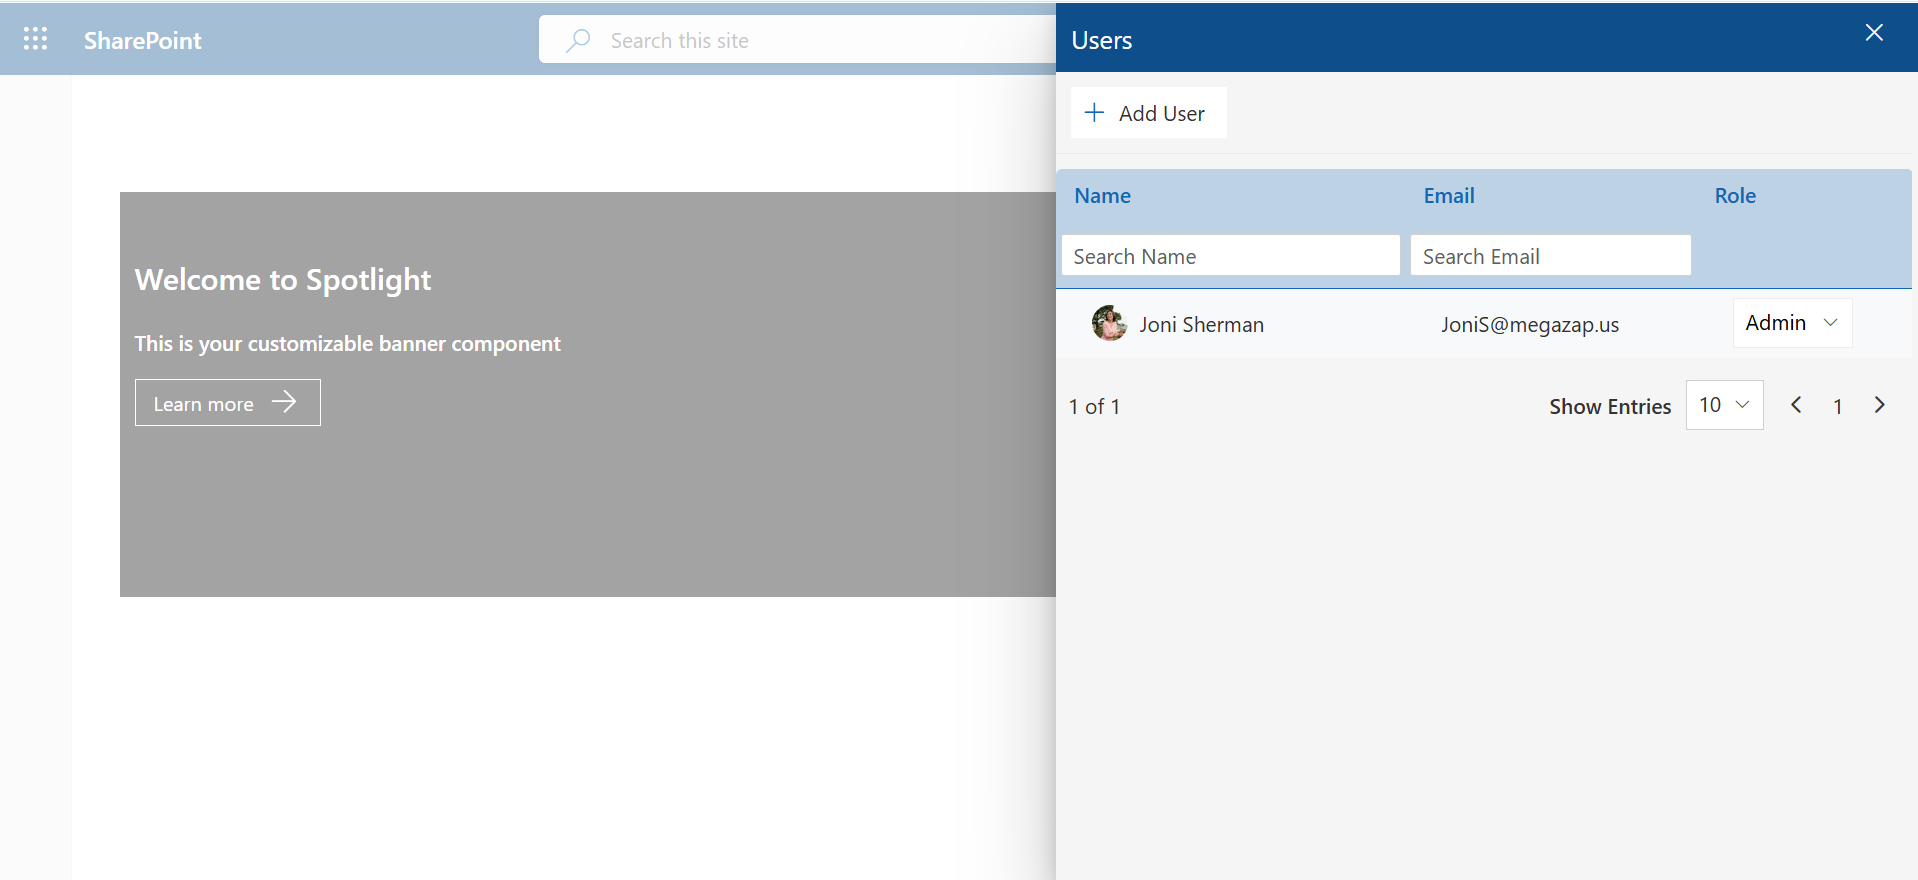 SharePoint
Search this site
Welcome to Spotlight
This is your customizable banner component
Learn more
Users
Add User
Name Email Role
Search Name Search Email
Joni Sherman JoniS@megazap.us Admin
1 of 1 Show Entries 10 1